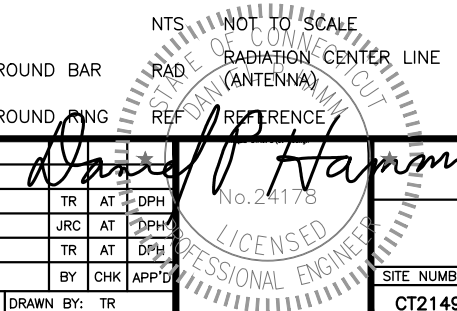 NTS NOT TO SCALE
ROUND BAR RAD RADIATION CENTER LINE
(ANTENNA)
ROUND RING REF REFERENCE
STATE OF CONNECTICUT
DANIEL P. HAMM
Daniel P Hamm
No.24178
LICENSED
PROFESSIONAL ENGINEER
TR AT DPH
JRC AT DPH
TR AT DPH
BY CHK APP'D
DRAWN BY: TR
SITE NUMB
CT2149